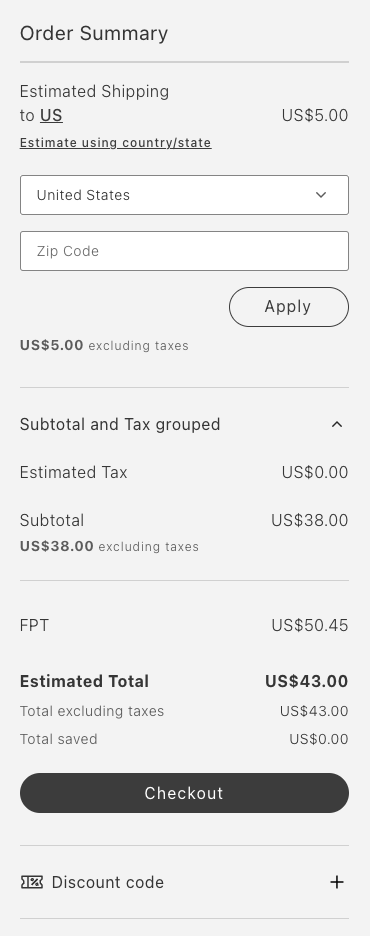 Order Summary
Estimated Shipping
to US US$5.00
Estimate using country/state
United States
Zip Code
Apply
US$5.00 excluding taxes
Subtotal and Tax grouped
Estimated Tax US$0.00
Subtotal US$38.00
US$38.00 excluding taxes
FPT US$50.45
Estimated Total US$43.00
Total excluding taxes US$43.00
Total saved US$0.00
Checkout
Discount code